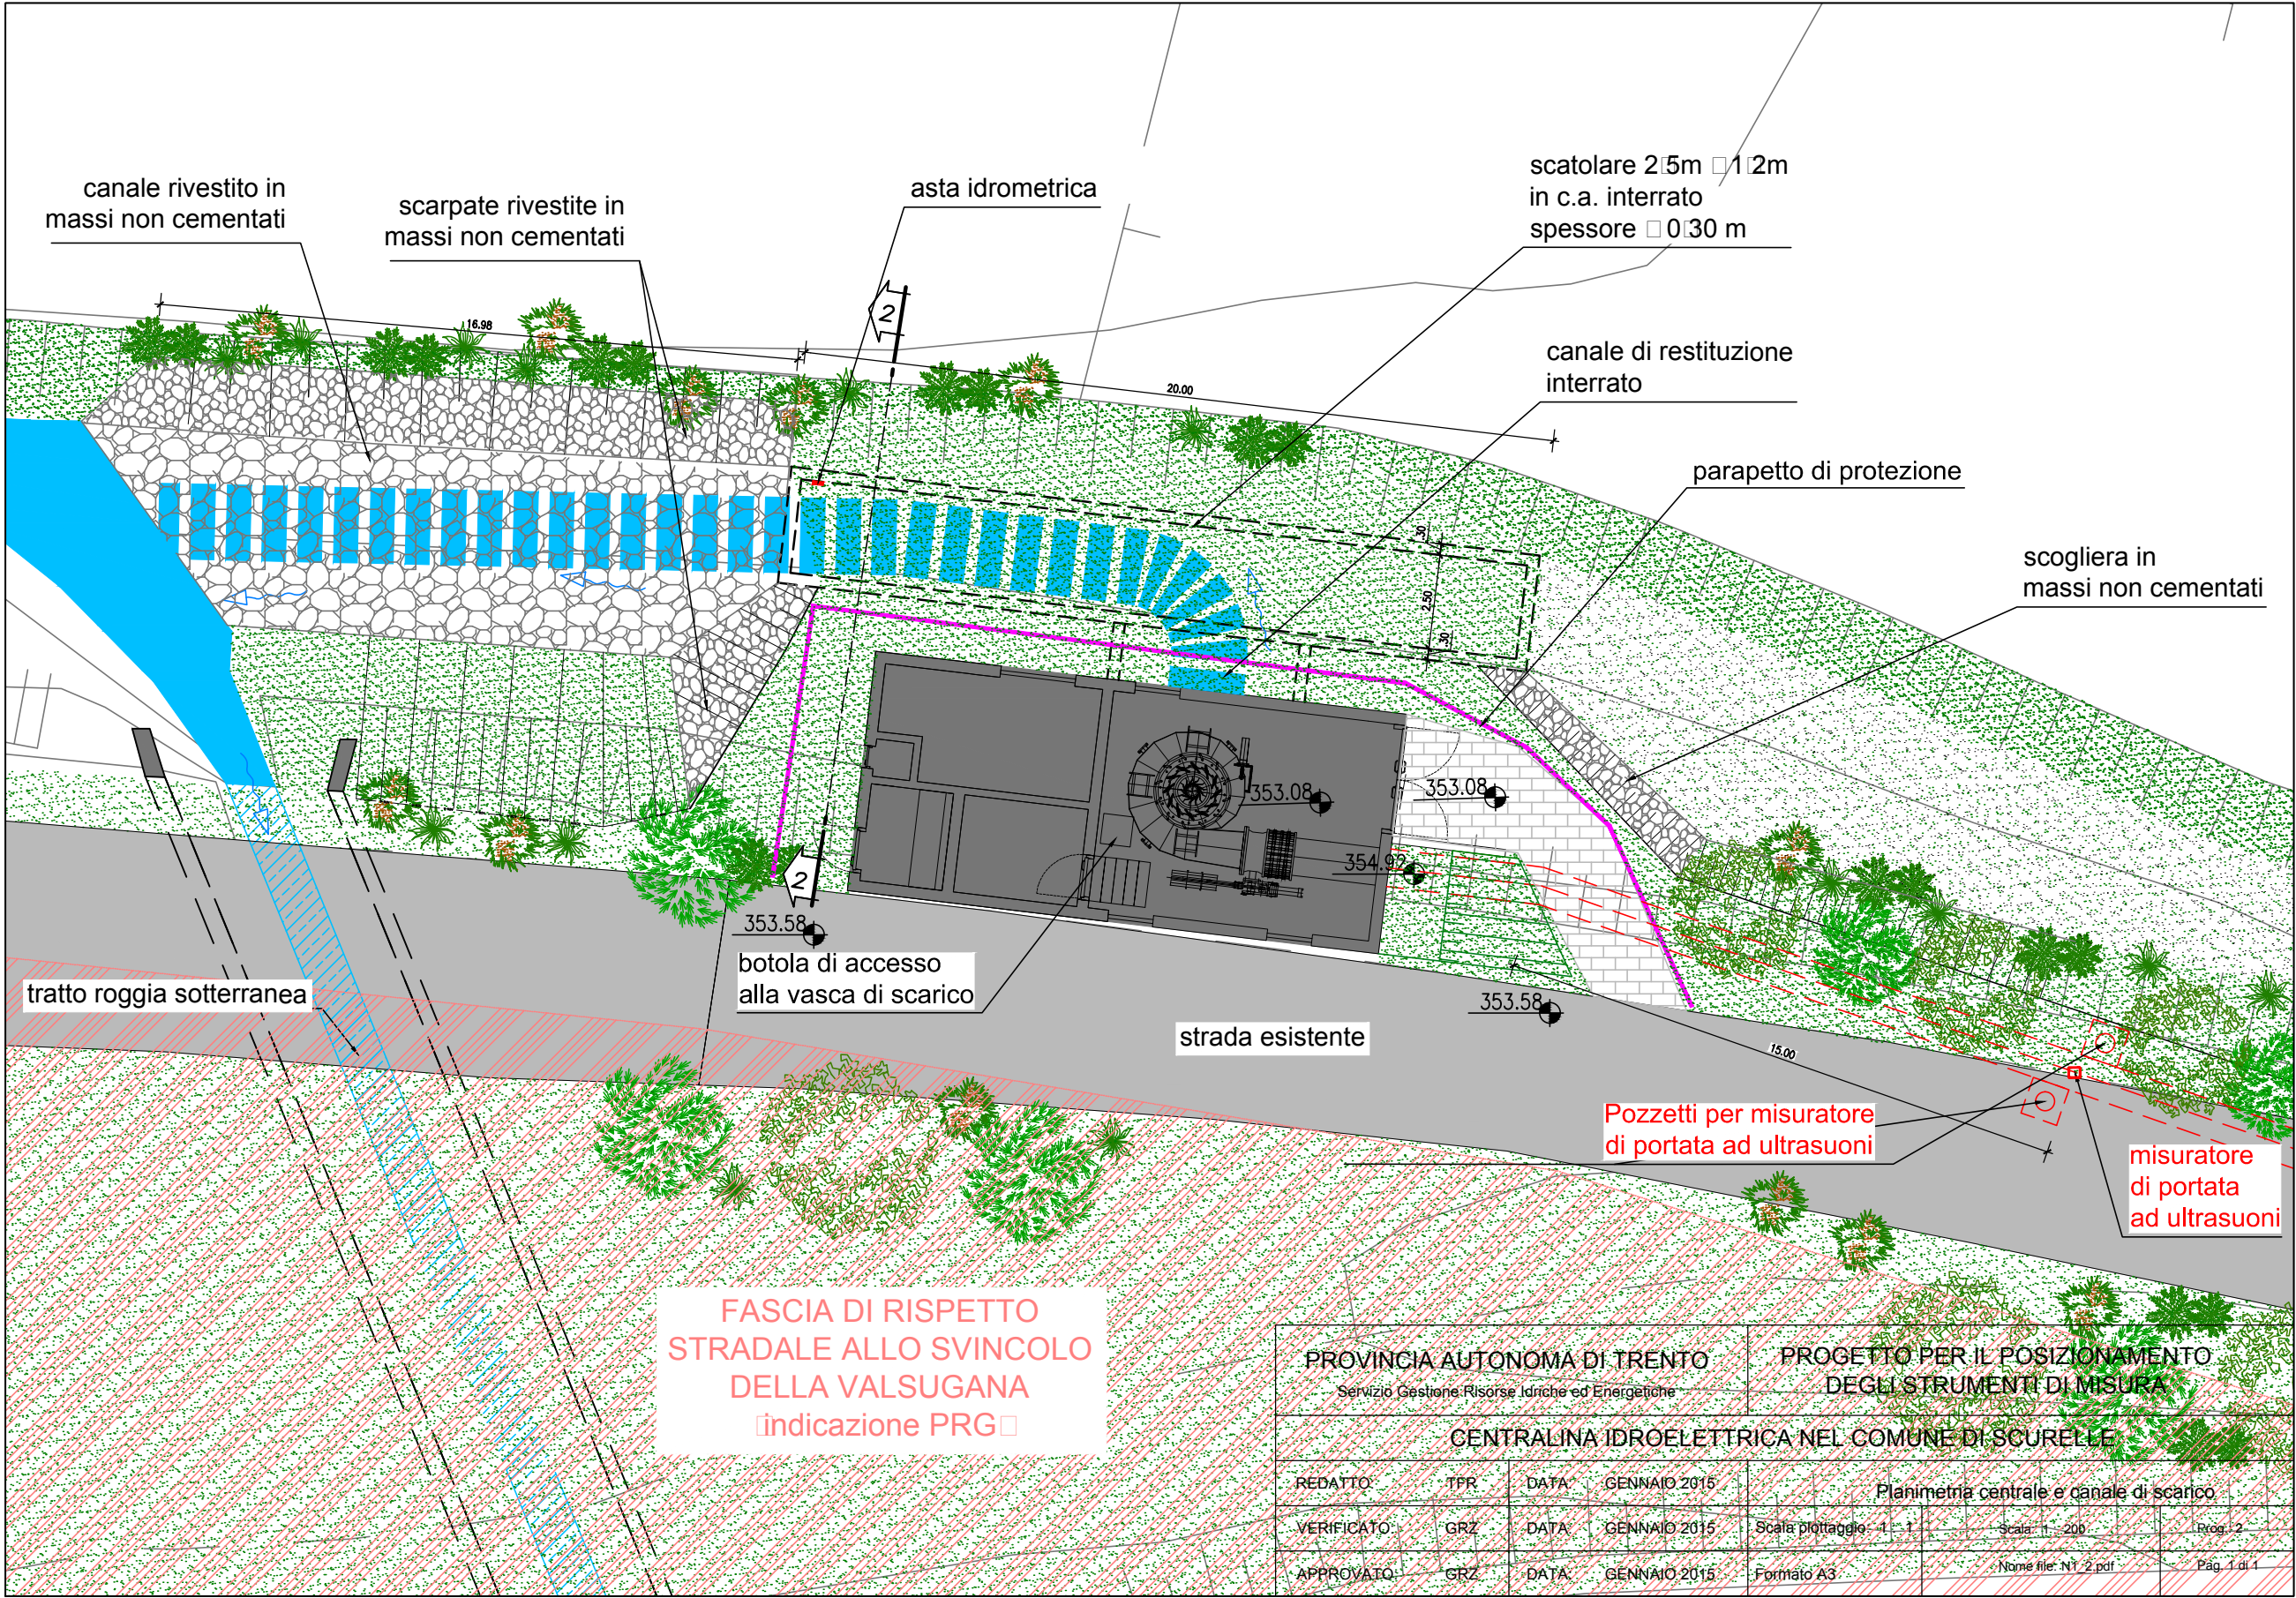 canale rivestito in
massi non cementati
scarpate rivestite in
massi non cementati
asta idrometrica
scatolare 2□5m □1□2m
in c.a. interrato
spessore □0□30 m
canale di restituzione
interrato
parapetto di protezione
scogliera in
massi non cementati
16.98
20.00
2
.30
2.50
.30
353.08
353.08
354.92
2
353.58
botola di accesso
alla vasca di scarico
353.58
tratto roggia sotterranea
strada esistente
15.00
Pozzetti per misuratore
di portata ad ultrasuoni
misuratore
di portata
ad ultrasuoni
FASCIA DI RISPETTO
STRADALE ALLO SVINCOLO
DELLA VALSUGANA
□indicazione PRG□
PROVINCIA AUTONOMA DI TRENTO
Servizio Gestione Risorse Idriche ed Energetiche
PROGETTO PER IL POSIZIONAMENTO
DEGLI STRUMENTI DI MISURA
CENTRALINA IDROELETTRICA NEL COMUNE DI SCURELLE
REDATTO: TFR DATA: GENNAIO 2015 Planimetria centrale e canale di scarico
VERIFICATO: GRZ DATA: GENNAIO 2015 Scala plottaggio: 1 : 1 Scala: 1 : 200 Prog. 2
APPROVATO: GRZ DATA: GENNAIO 2015 Formato A3 Nome file: N1_2.pdf Pag. 1 di 1